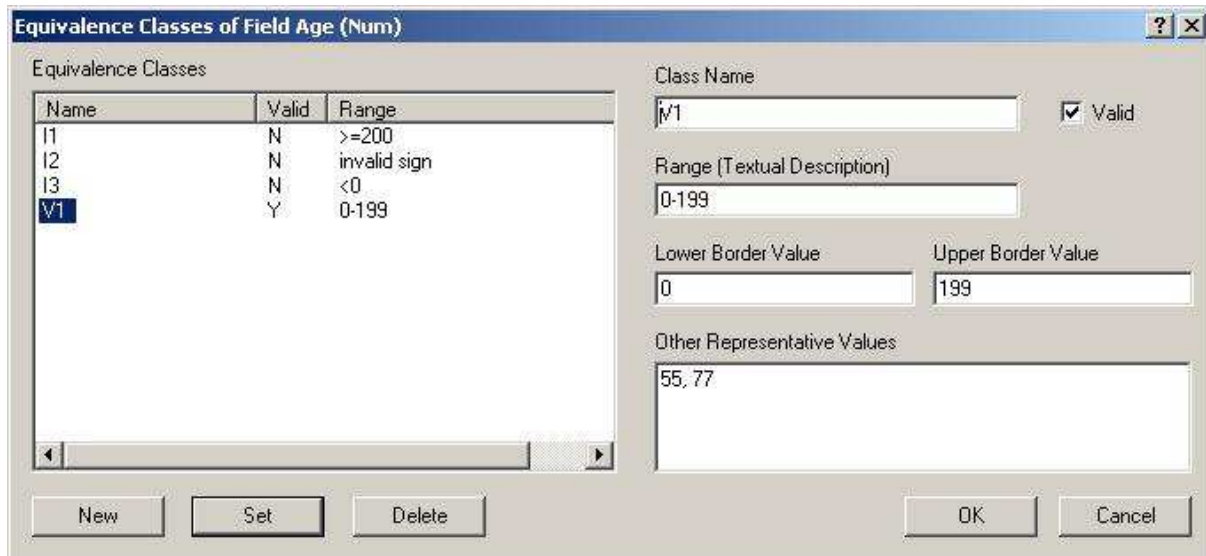 Equivalence Classes of Field Age (Num)
Equivalence Classes
Name Valid Range
I1 N >=200
I2 N invalid sign
I3 N <0
V1 Y 0-199
Class Name
V1
Valid
Range (Textual Description)
0-199
Lower Border Value Upper Border Value
0 199
Other Representative Values
55, 77
New Set Delete OK Cancel